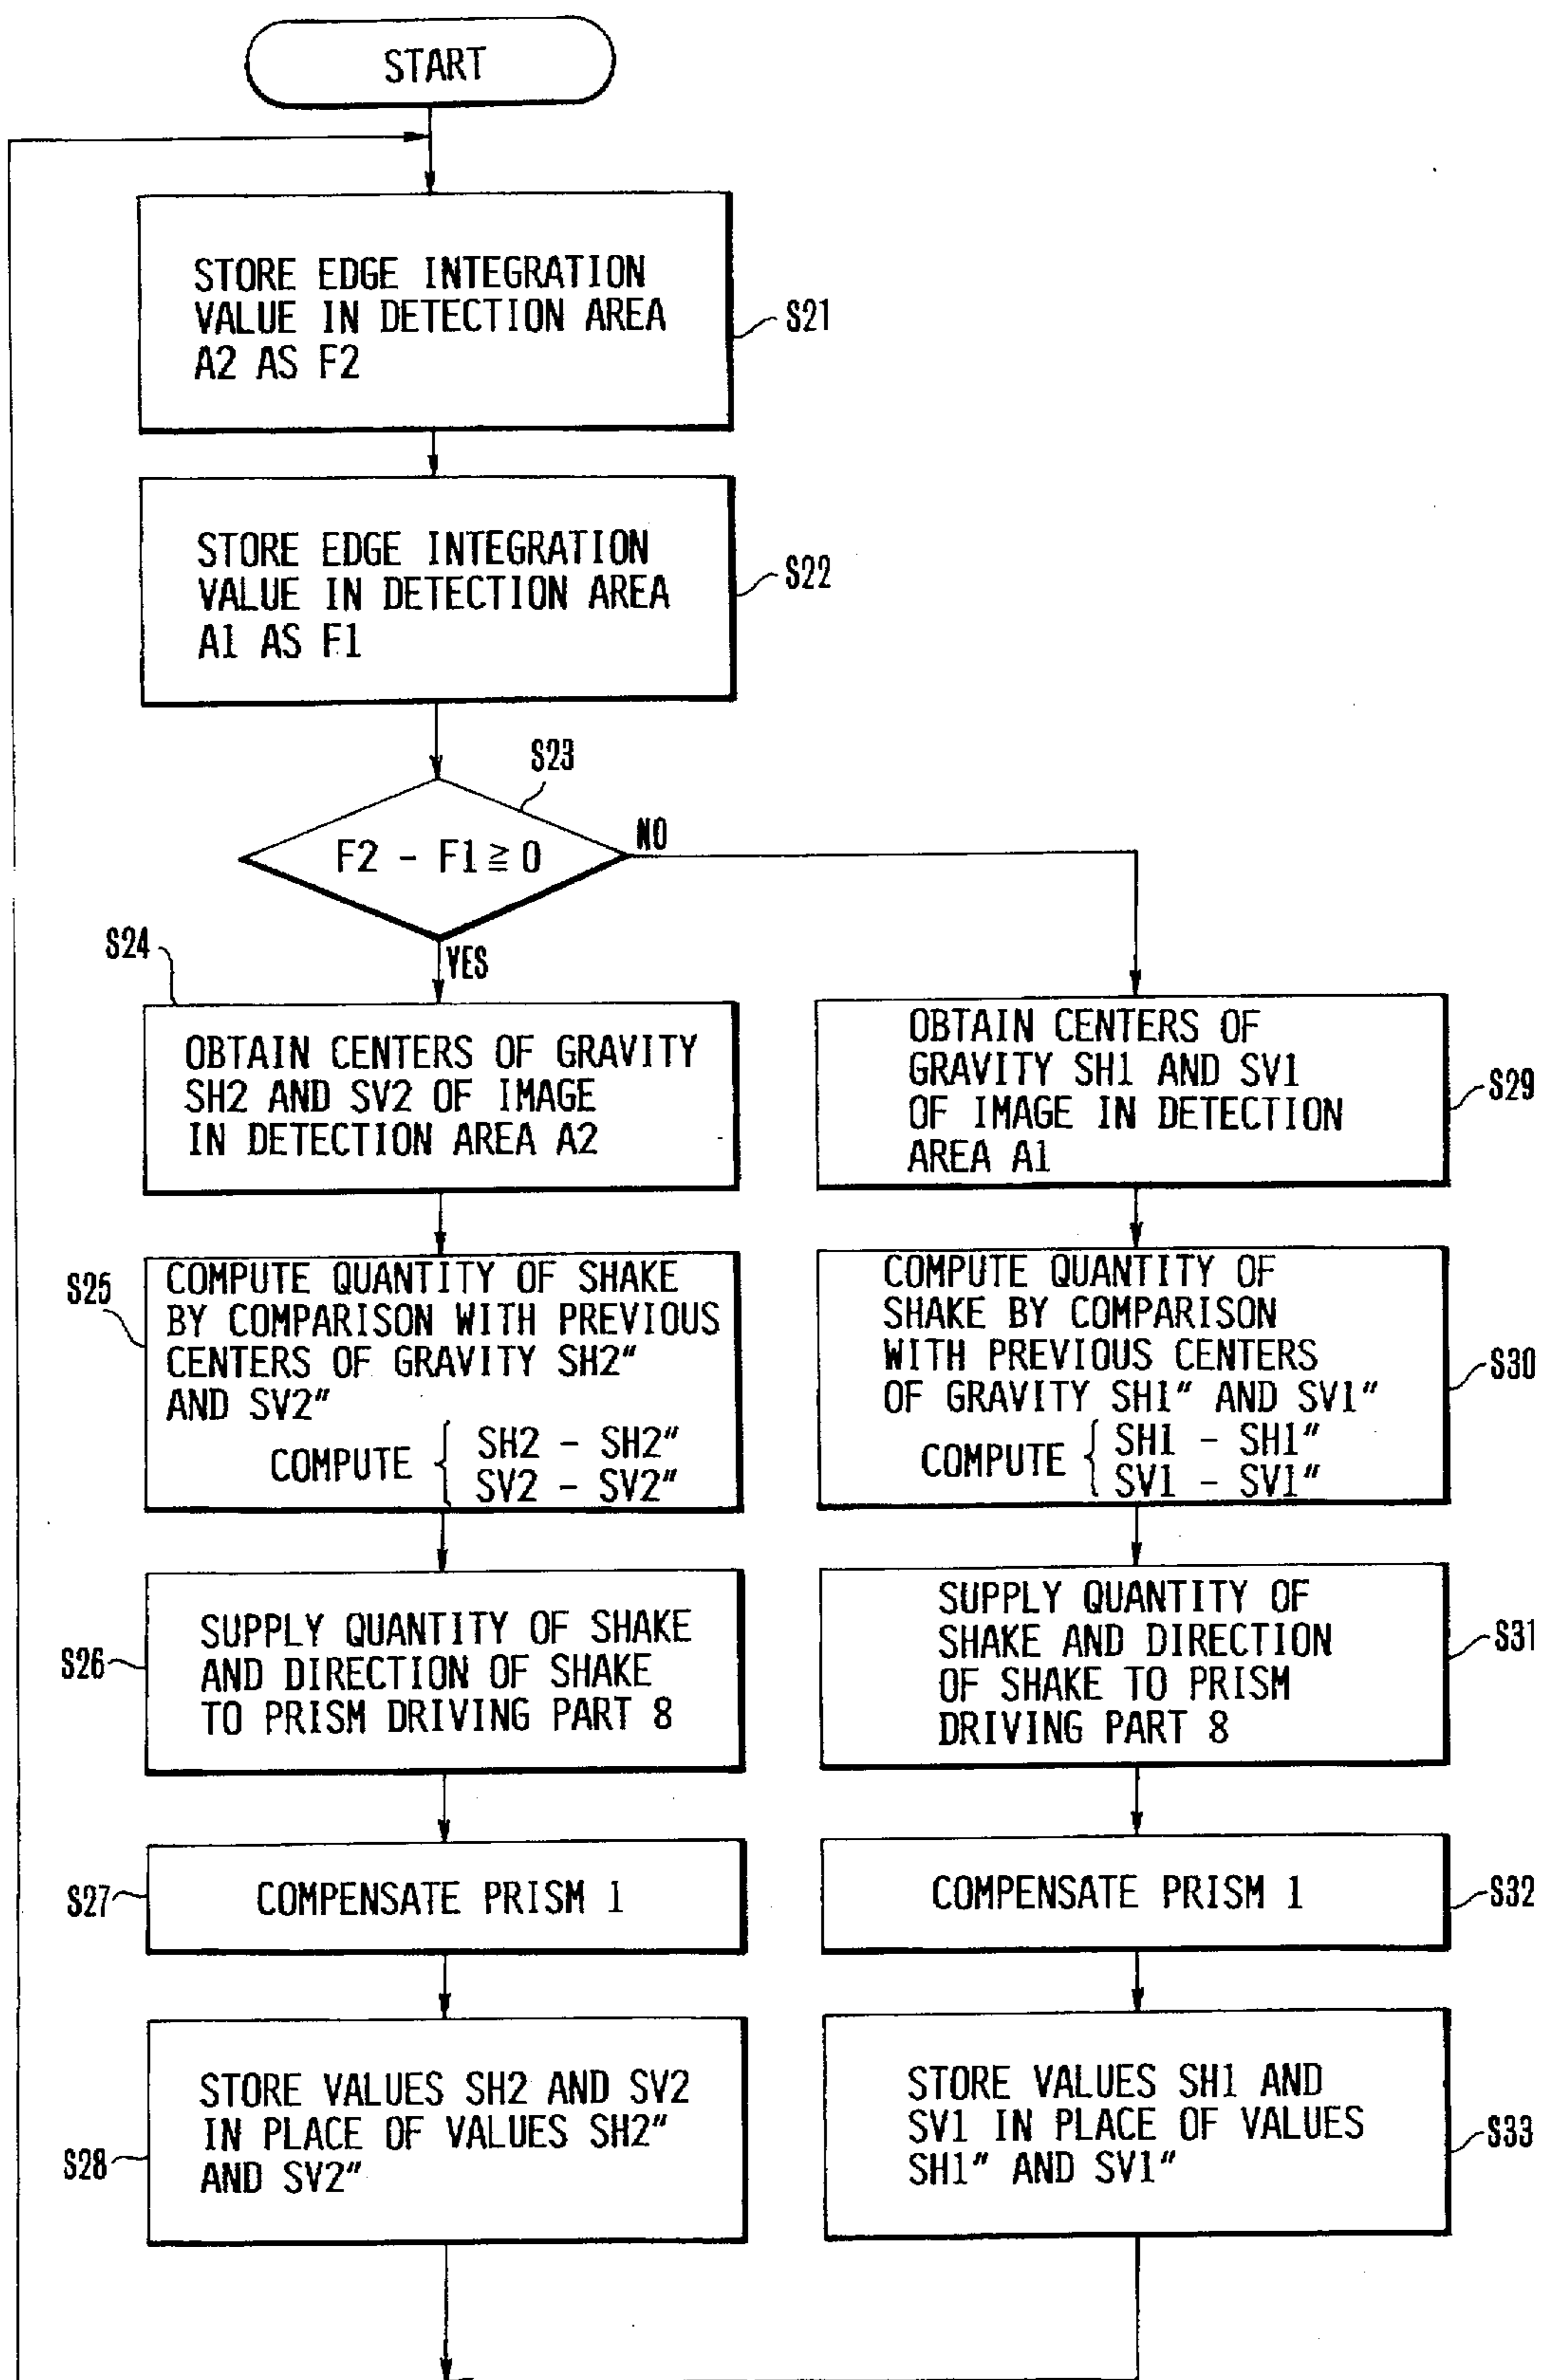 START
STORE EDGE INTEGRATION
VALUE IN DETECTION AREA
A2 AS F2
S21
STORE EDGE INTEGRATION
VALUE IN DETECTION AREA
A1 AS F1
S22
S23
F2 - F1 ≧ 0
NO
YES
S24
OBTAIN CENTERS OF GRAVITY
SH2 AND SV2 OF IMAGE
IN DETECTION AREA A2
OBTAIN CENTERS OF
GRAVITY SH1 AND SV1
OF IMAGE IN DETECTION
AREA A1
S29
S25
COMPUTE QUANTITY OF SHAKE
BY COMPARISON WITH PREVIOUS
CENTERS OF GRAVITY SH2″
AND SV2″
COMPUTE { SH2 - SH2″
SV2 - SV2″
COMPUTE QUANTITY OF
SHAKE BY COMPARISON
WITH PREVIOUS CENTERS
OF GRAVITY SH1″ AND SV1″
COMPUTE { SH1 - SH1″
SV1 - SV1″
S30
S26
SUPPLY QUANTITY OF SHAKE
AND DIRECTION OF SHAKE
TO PRISM DRIVING PART 8
SUPPLY QUANTITY OF
SHAKE AND DIRECTION
OF SHAKE TO PRISM
DRIVING PART 8
S31
S27
COMPENSATE PRISM 1
COMPENSATE PRISM 1
S32
S28
STORE VALUES SH2 AND SV2
IN PLACE OF VALUES SH2″
AND SV2″
STORE VALUES SH1 AND
SV1 IN PLACE OF VALUES
SH1″ AND SV1″
S33